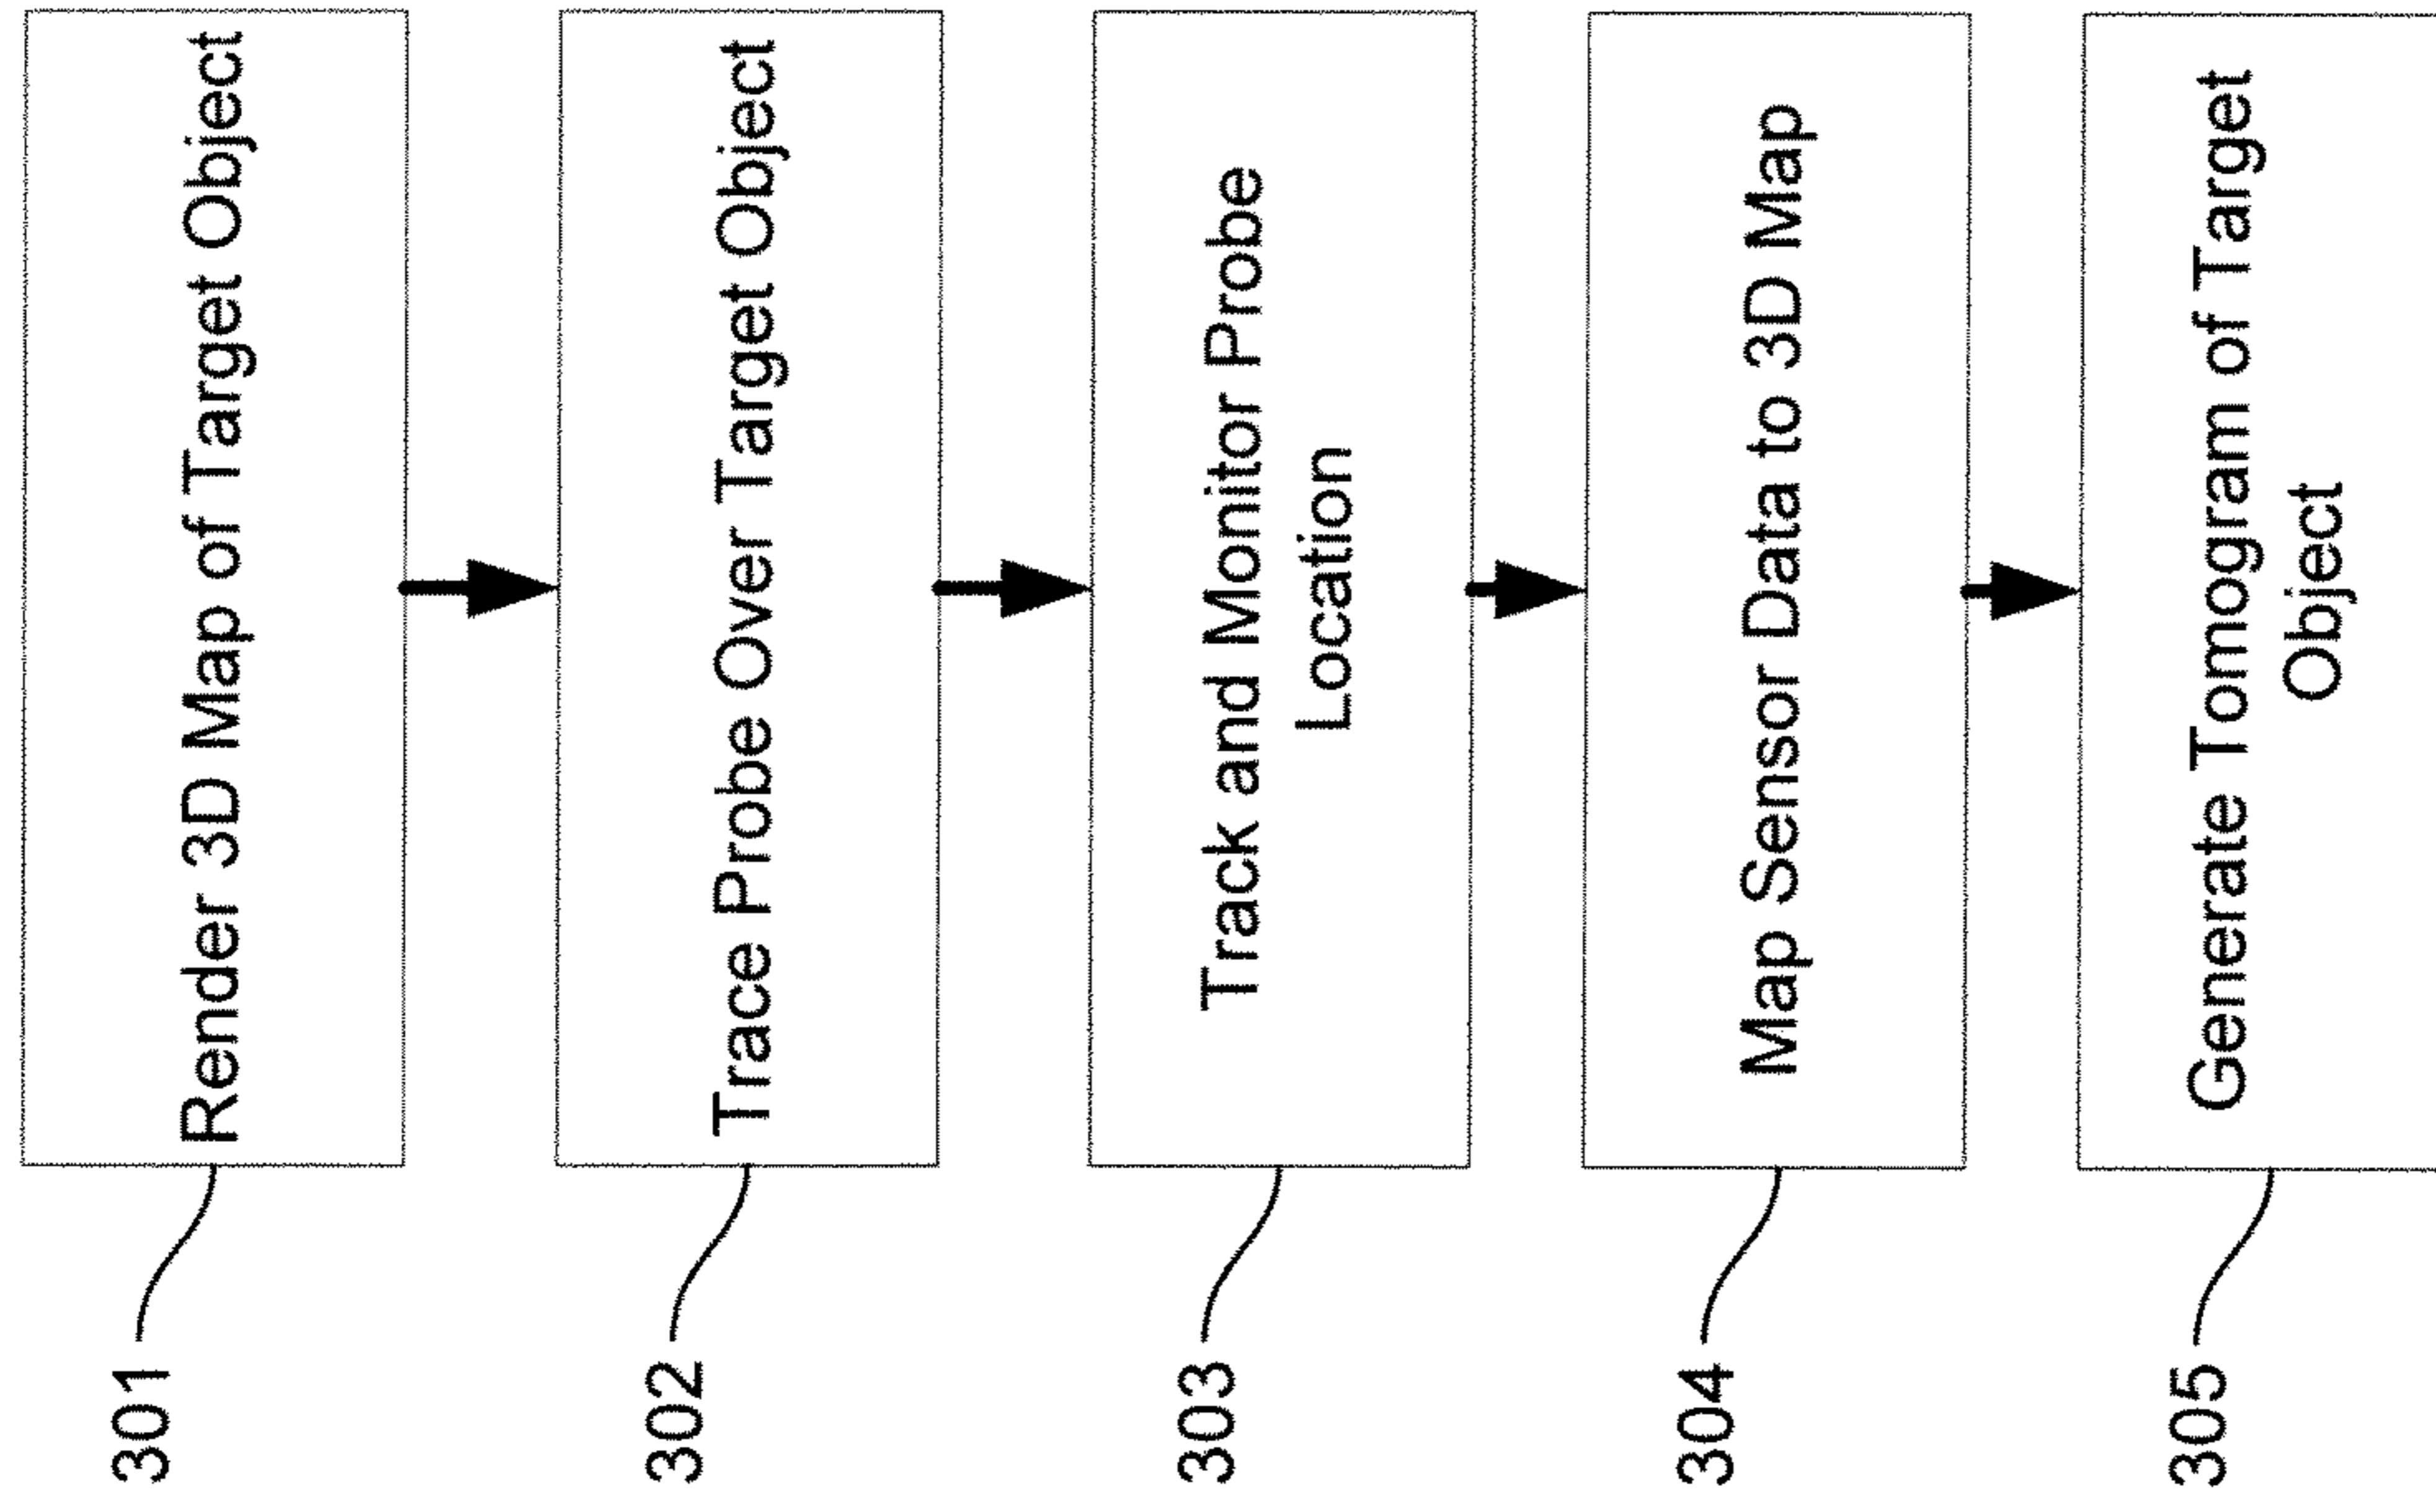 301
Render 3D Map of Target Object
302
Trace Probe Over Target Object
303
Track and Monitor Probe
Location
304
Map Sensor Data to 3D Map
305
Generate Tomogram of Target
Object